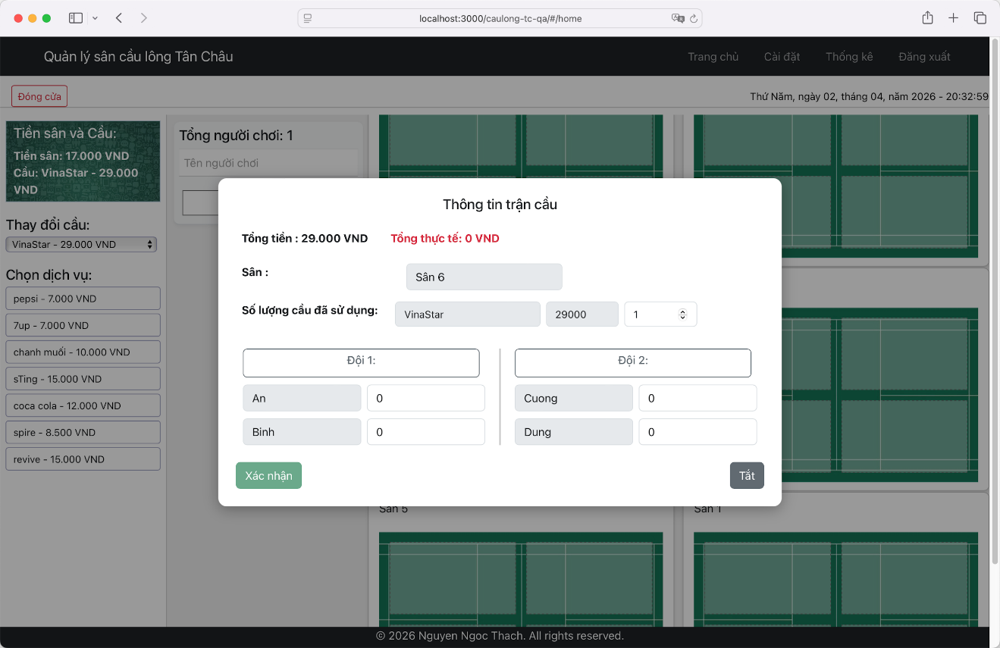 localhost:3000/caulong-tc-qa/#/home
Quản lý sân cầu lông Tân Châu
Trang chủ Cài đặt Thống kê Đăng xuất
Đóng cửa
Thứ Năm, ngày 02, tháng 04, năm 2026 - 20:32:59
Tiền sân và Cầu:
Tiền sân: 17.000 VND
Cầu: VinaStar - 29.000
VND
Thay đổi cầu:
VinaStar - 29.000 VND
Chọn dịch vụ:
pepsi - 7.000 VND
7up - 7.000 VND
chanh muối - 10.000 VND
sTing - 15.000 VND
coca cola - 12.000 VND
spire - 8.500 VND
revive - 15.000 VND
Tổng người chơi: 1
Tên người chơi
Thông tin trận cầu
Tổng tiền : 29.000 VND Tổng thực tế: 0 VND
Sân : Sân 6
Số lượng cầu đã sử dụng: VinaStar 29000 1
Đội 1: Đội 2:
An 0 Cuong 0
Binh 0 Dung 0
Xác nhận Tắt
Sân 5 Sân 1
© 2026 Nguyen Ngoc Thach. All rights reserved.